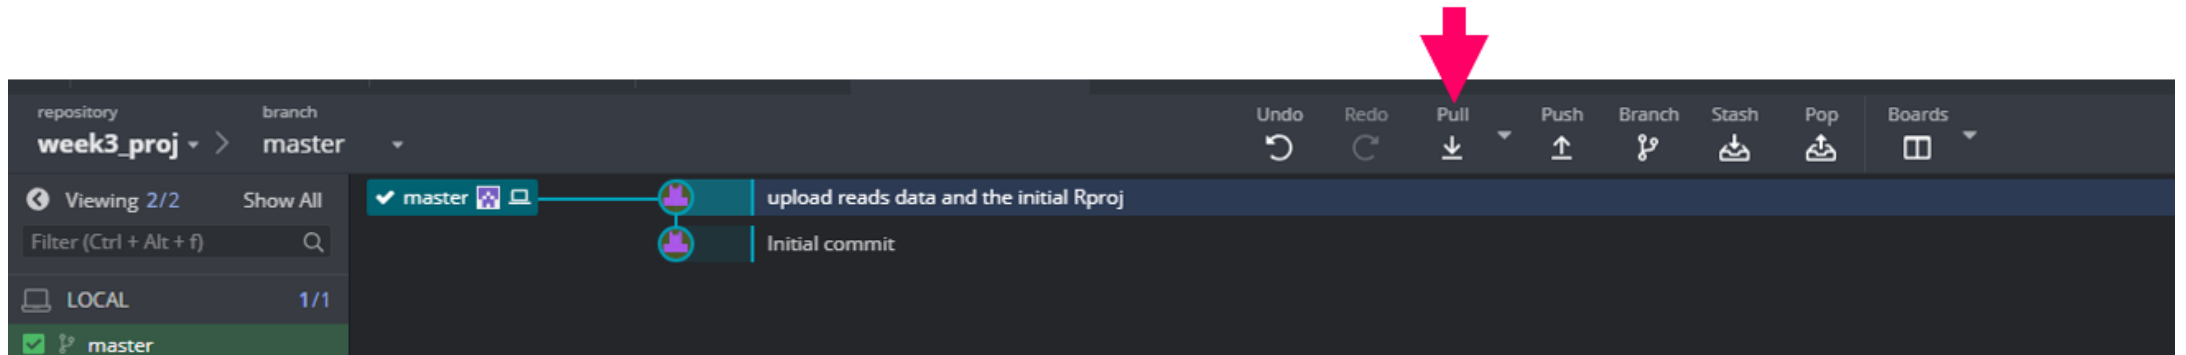 repository
week3_proj
branch
master
Undo
Redo
Pull
Push
Branch
Stash
Pop
Boards
Viewing 2/2
Show All
Filter (Ctrl + Alt + f)
LOCAL
1/1
master
master
upload reads data and the initial Rproj
Initial commit